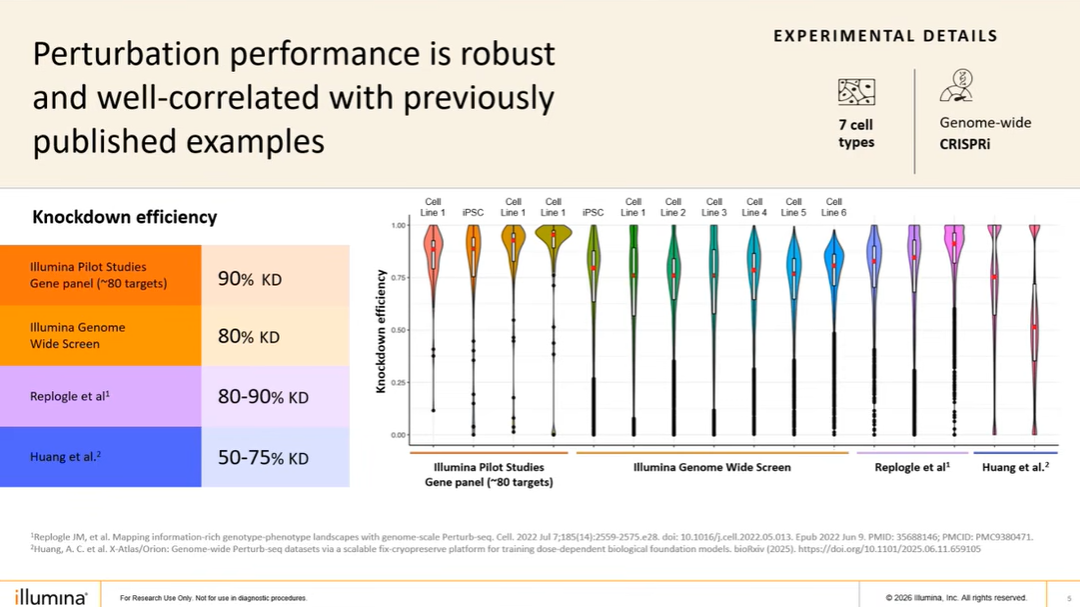 Perturbation performance is robust
and well-correlated with previously
published examples
EXPERIMENTAL DETAILS
7 cell
types
Genome-wide
CRISPRi
Knockdown efficiency
Illumina Pilot Studies
Gene panel (~80 targets)
90% KD
Illumina Genome
Wide Screen
80% KD
Replogle et al¹
80-90% KD
Huang et al.²
50-75% KD
Cell
Line 1
iPSC
Cell
Line 1
Cell
Line 1
iPSC
Cell
Line 1
Cell
Line 2
Cell
Line 3
Cell
Line 4
Cell
Line 5
Cell
Line 6
Knockdown efficiency
1.00
0.75
0.50
0.25
0.00
Illumina Pilot Studies
Gene panel (~80 targets)
Illumina Genome Wide Screen
Replogle et al¹
Huang et al.²
¹Replogle JM, et al. Mapping information-rich genotype-phenotype landscapes with genome-scale Perturb-seq. Cell. 2022 Jul 7;185(14):2559-2575.e28. doi: 10.1016/j.cell.2022.05.013. Epub 2022 Jun 9. PMID: 35688146; PMCID: PMC9380471.
²Huang, A. C. et al. X-Atlas/Orion: Genome-wide Perturb-seq datasets via a scalable fix-cryopreserve platform for training dose-dependent biological foundation models. bioRxiv (2025). https://doi.org/10.1101/2025.06.11.659105
illumina®
For Research Use Only. Not for use in diagnostic procedures.
© 2026 Illumina, Inc. All rights reserved.
5